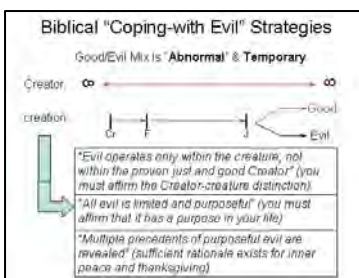 Biblical "Coping-with Evil" Strategies
Good/Evil Mix Is "Abnormal" & Temporary
Creator
∞
∞
creation
Good
Evil
Cr
F
J
"Evil operates only within the creature, not
within the proven just and good Creator" (you
must affirm the Creator-creature distinction)
"All evil is limited and purposeful" (you must
affirm that it has a purpose in your life)
"Multiple precedents of purposeful evil are
revealed" (sufficient rationale exists for inner
peace and thanksgiving)